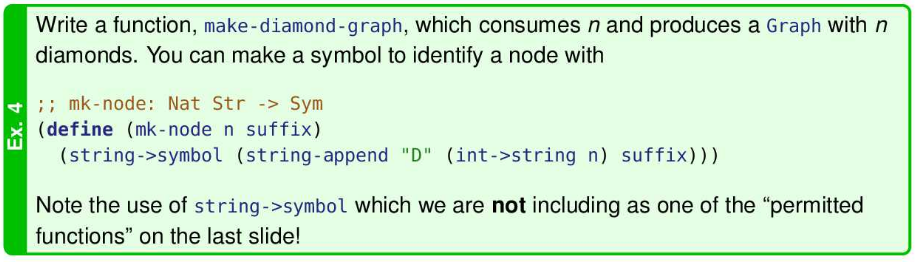 Ex. 4
Write a function, make-diamond-graph, which consumes n and produces a Graph with n
diamonds. You can make a symbol to identify a node with
;; mk-node: Nat Str -> Sym
(define (mk-node n suffix)
  (string->symbol (string-append "D" (int->string n) suffix)))
Note the use of string->symbol which we are not including as one of the “permitted
functions” on the last slide!